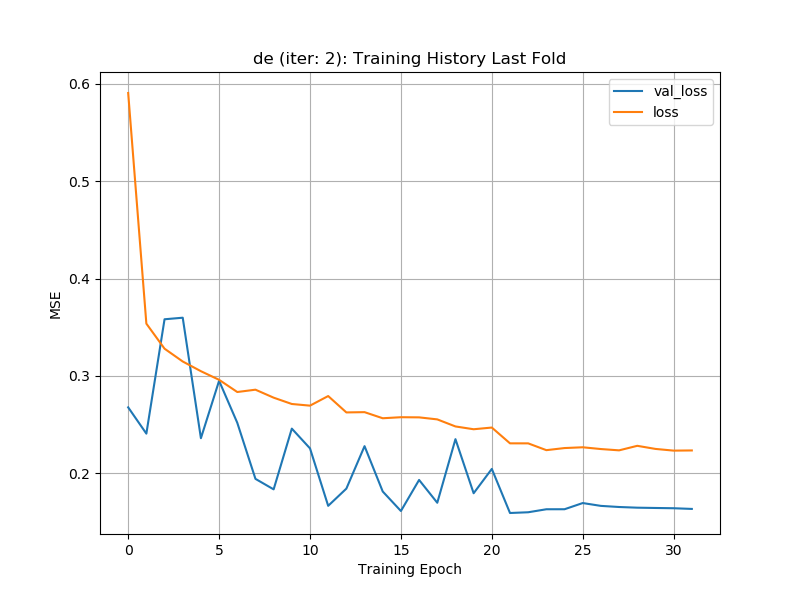 de (iter: 2): Training History Last Fold
val_loss
loss
MSE
0.6
0.5
0.4
0.3
0.2
0 5 10 15 20 25 30
Training Epoch